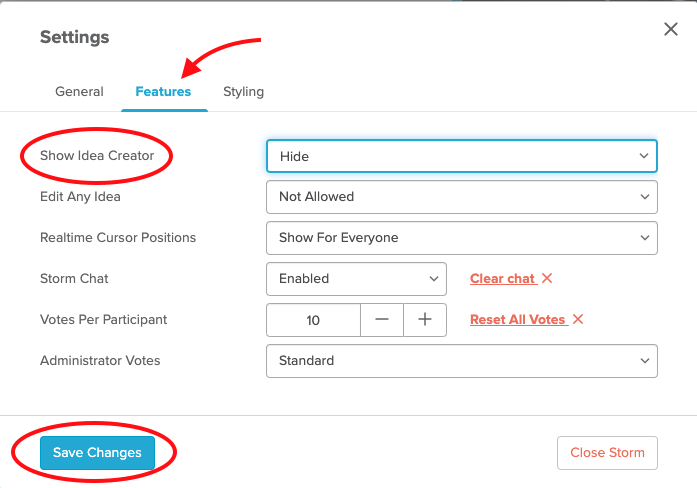 Settings
General Features Styling
Show Idea Creator Hide
Edit Any Idea Not Allowed
Realtime Cursor Positions Show For Everyone
Storm Chat Enabled Clear chat
Votes Per Participant 10 Reset All Votes
Administrator Votes Standard
Save Changes Close Storm